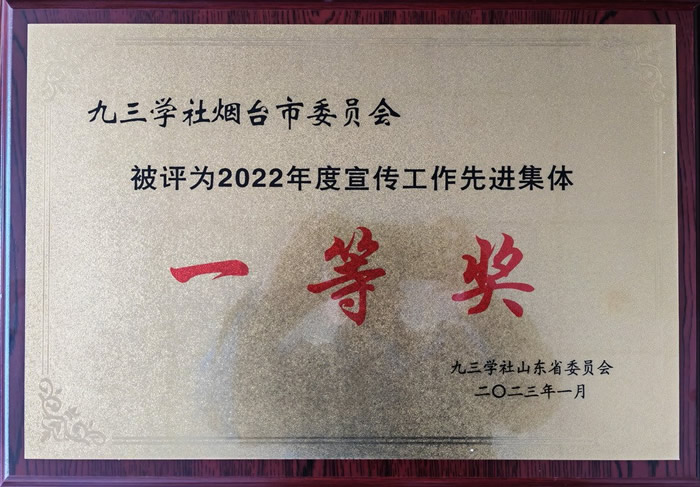 九三学社烟台市委员会
被评为2022年度宣传工作先进集体
一等奖
九三学社山东省委员会
二〇二三年一月